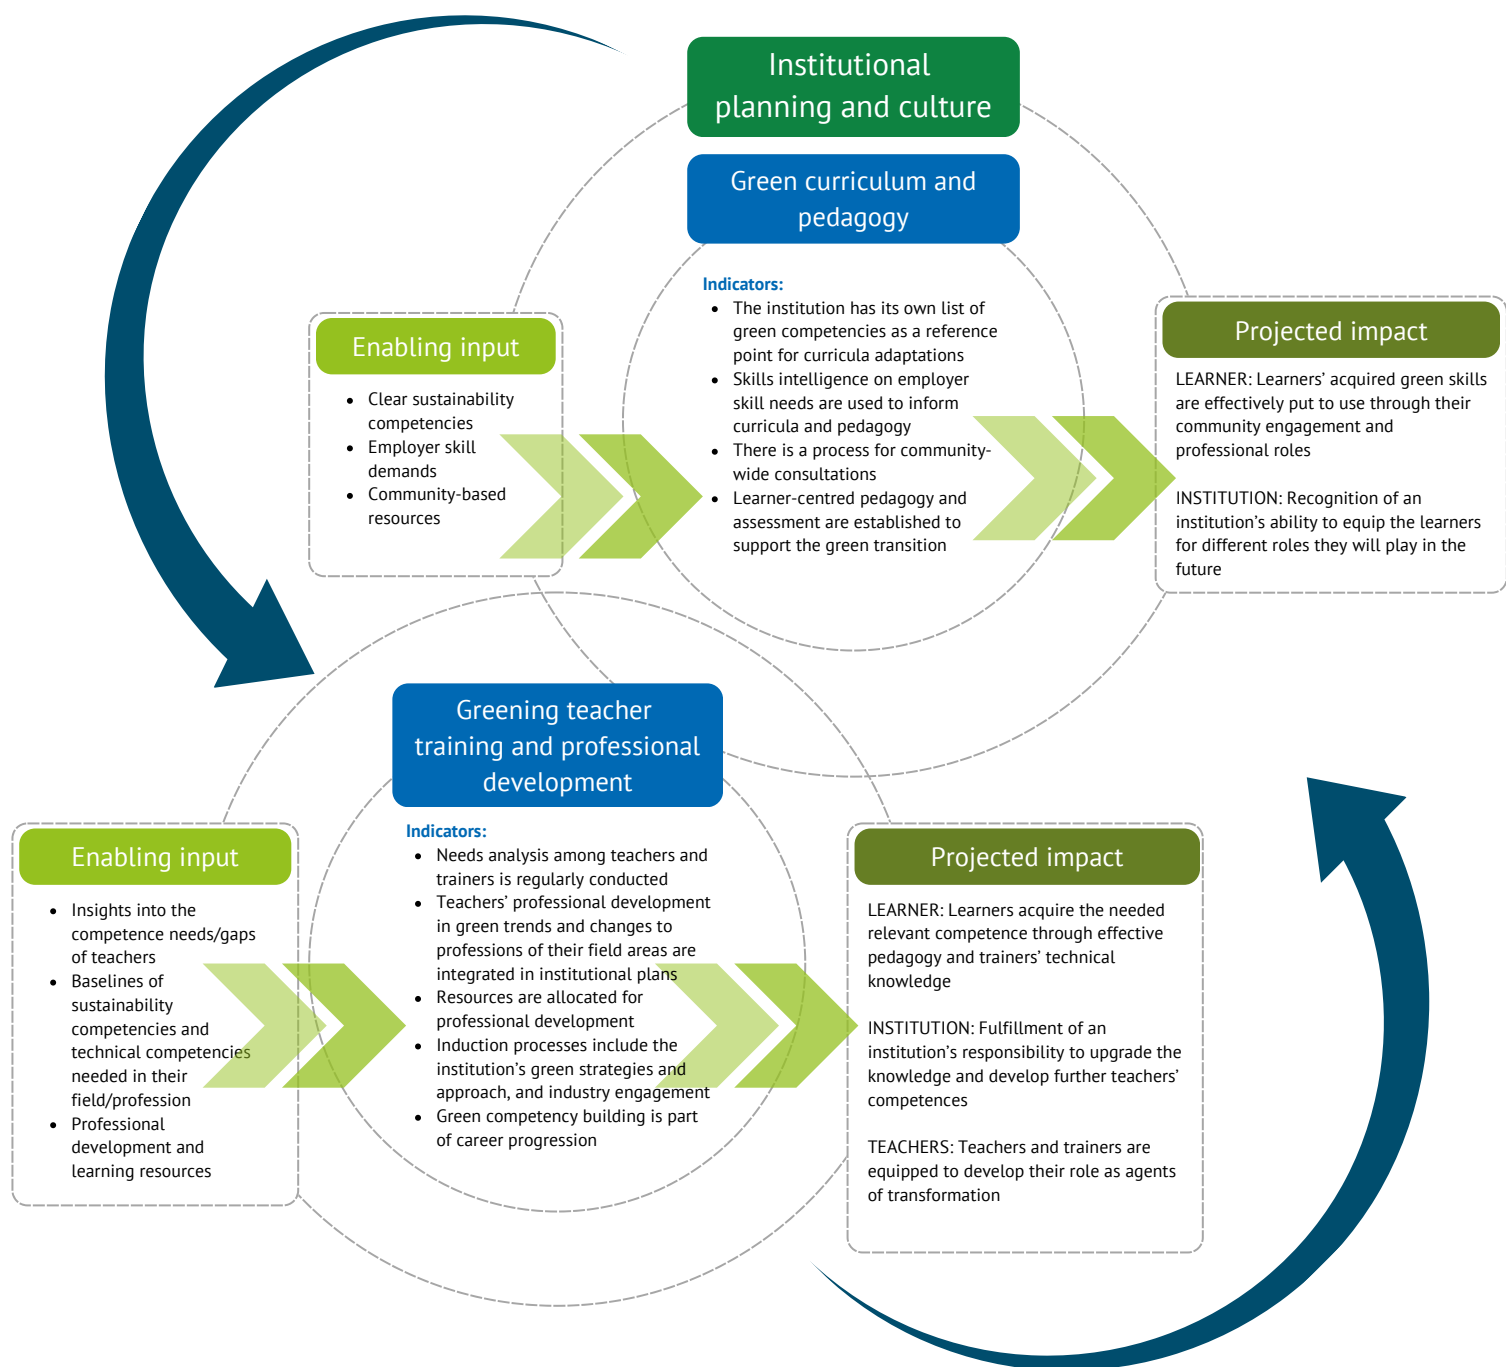 Institutional
planning and culture
Green curriculum and
pedagogy
Enabling input
• Clear sustainability
competencies
• Employer skill
demands
• Community-based
resources
Indicators:
• The institution has its own list of
green competencies as a reference
point for curricula adaptations
• Skills intelligence on employer
skill needs are used to inform
curricula and pedagogy
• There is a process for community-
wide consultations
• Learner-centred pedagogy and
assessment are established to
support the green transition
Projected impact
LEARNER: Learners’ acquired green skills
are effectively put to use through their
community engagement and
professional roles
INSTITUTION: Recognition of an
institution’s ability to equip the learners
for different roles they will play in the
future
Greening teacher
training and professional
development
Enabling input
• Insights into the
competence needs/gaps
of teachers
• Baselines of
sustainability
competencies and
technical competencies
needed in their
field/profession
• Professional
development and
learning resources
Indicators:
• Needs analysis among teachers and
trainers is regularly conducted
• Teachers’ professional development
in green trends and changes to
professions of their field areas are
integrated in institutional plans
• Resources are allocated for
professional development
• Induction processes include the
institution’s green strategies and
approach, and industry engagement
• Green competency building is part
of career progression
Projected impact
LEARNER: Learners acquire the needed
relevant competence through effective
pedagogy and trainers’ technical
knowledge
INSTITUTION: Fulfillment of an
institution’s responsibility to upgrade the
knowledge and develop further teachers’
competences
TEACHERS: Teachers and trainers are
equipped to develop their role as agents
of transformation